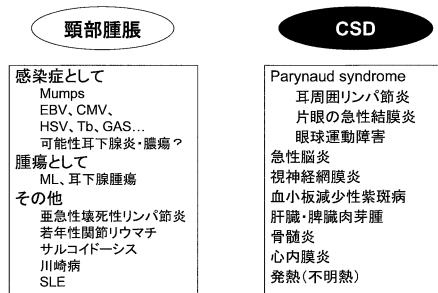 頸部腫脹
感染症として
Mumps
EBV、CMV、
HSV、Tb、GAS…
可能性耳下腺炎・膿瘍？
腫瘍として
ML、耳下腺腫瘍
その他
亜急性壊死性リンパ節炎
若年性関節リウマチ
サルコイドーシス
川崎病
SLE
CSD
Parynaud syndrome
耳周囲リンパ節炎
片眼の急性結膜炎
眼球運動障害
急性脳炎
視神経網膜炎
血小板減少性紫斑病
肝臓・脾臓肉芽腫
骨髄炎
心内膜炎
発熱（不明熱）